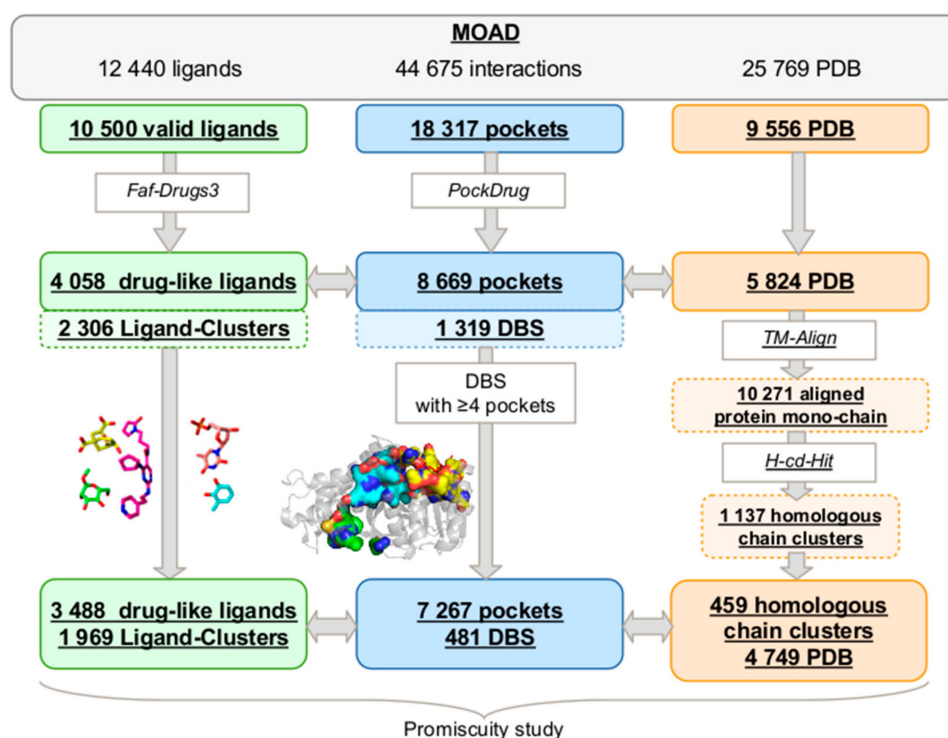 MOAD
12 440 ligands
44 675 interactions
25 769 PDB
10 500 valid ligands
18 317 pockets
9 556 PDB
Faf-Drugs3
PockDrug
4 058 drug-like ligands
8 669 pockets
5 824 PDB
2 306 Ligand-Clusters
1 319 DBS
TM-Align
DBS
with ≥4 pockets
10 271 aligned
protein mono-chain
H-cd-Hit
1 137 homologous
chain clusters
3 488 drug-like ligands
1 969 Ligand-Clusters
7 267 pockets
481 DBS
459 homologous
chain clusters
4 749 PDB
Promiscuity study